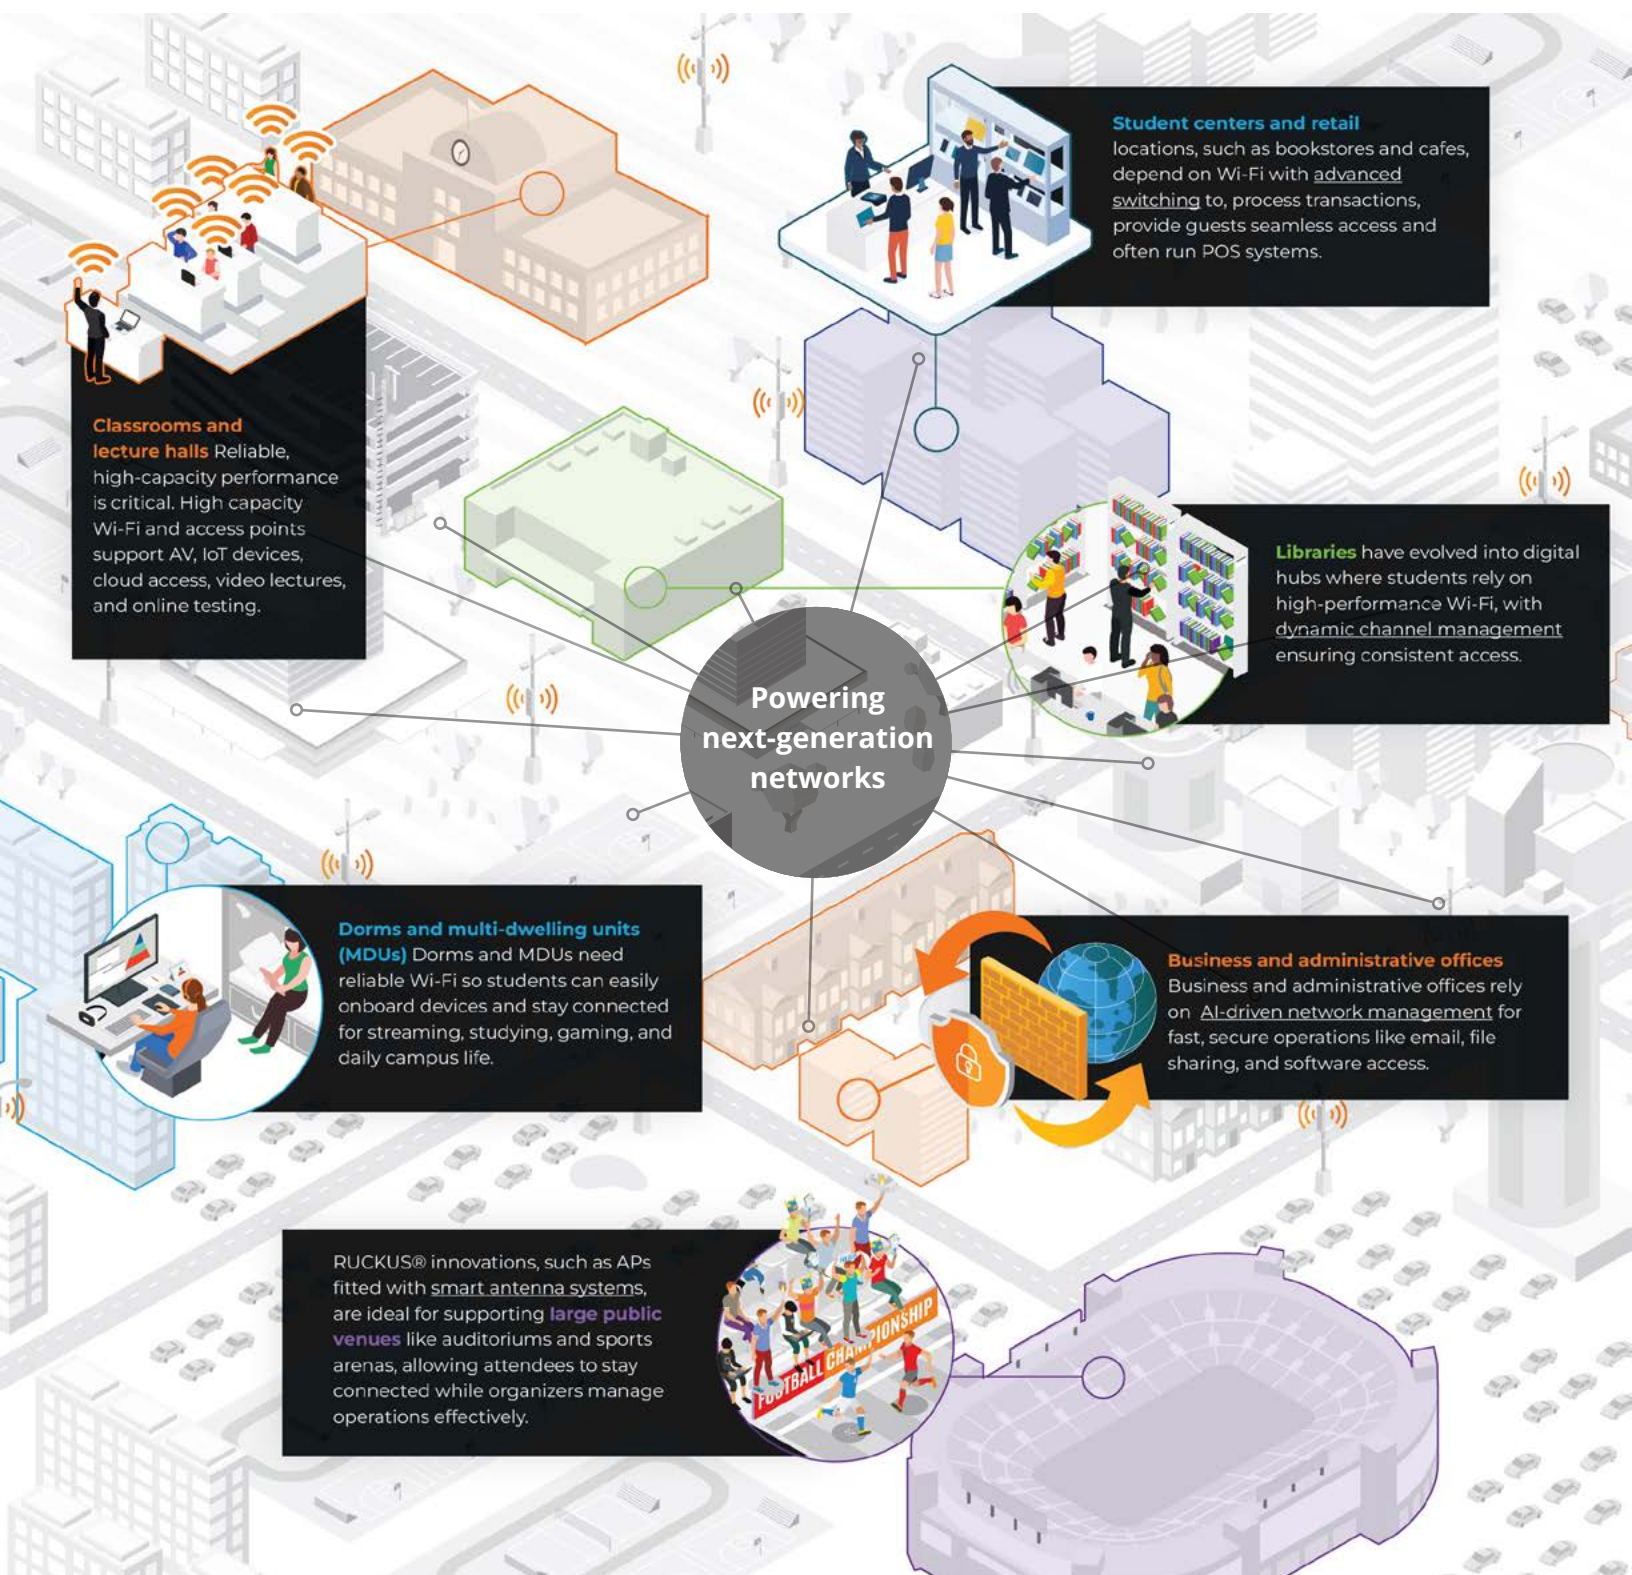 Student centers and retail
locations, such as bookstores and cafes,
depend on Wi-Fi with advanced
switching to, process transactions,
provide guests seamless access and
often run POS systems.
Classrooms and
lecture halls Reliable,
high-capacity performance
is critical. High capacity
Wi-Fi and access points
support AV, IoT devices,
cloud access, video lectures,
and online testing.
Libraries have evolved into digital
hubs where students rely on
high-performance Wi-Fi, with
dynamic channel management
ensuring consistent access.
Powering
next-generation
networks
Dorms and multi-dwelling units
(MDUs) Dorms and MDUs need
reliable Wi-Fi so students can easily
onboard devices and stay connected
for streaming, studying, gaming, and
daily campus life.
Business and administrative offices
Business and administrative offices rely
on AI-driven network management for
fast, secure operations like email, file
sharing, and software access.
RUCKUS® innovations, such as APs
fitted with smart antenna systems,
are ideal for supporting large public
venues like auditoriums and sports
arenas, allowing attendees to stay
connected while organizers manage
operations effectively.
FOOTBALL CHAMPIONSHIP